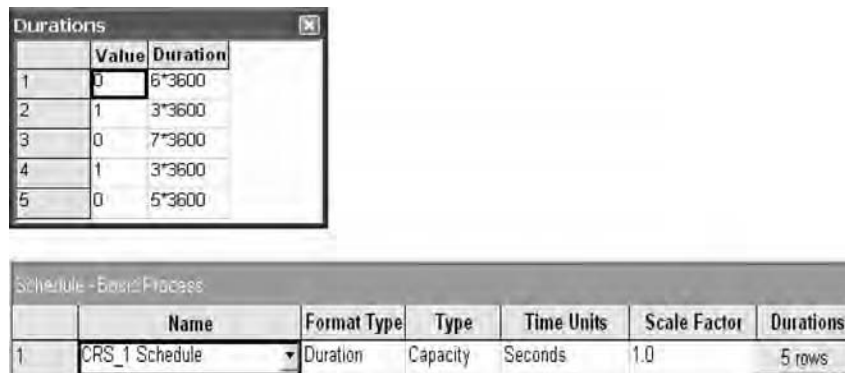 Durations
Value Duration
1 0 6*3600
2 1 3*3600
3 0 7*3600
4 1 3*3600
5 0 5*3600
Schedule - Basic Process
Name Format Type Type Time Units Scale Factor Durations
1 CRS_1 Schedule Duration Capacity Seconds 1.0 5 rows